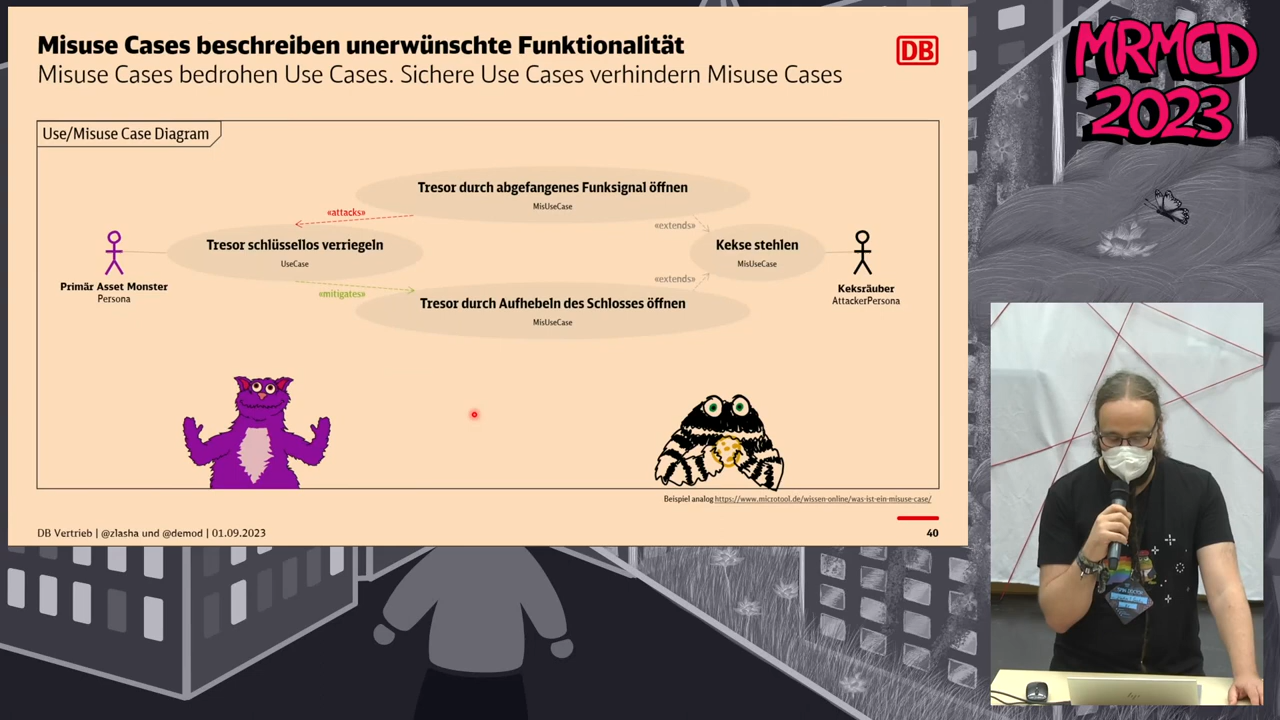 Misuse Cases beschreiben unerwünschte Funktionalität
Misuse Cases bedrohen Use Cases. Sichere Use Cases verhindern Misuse Cases
DB
MRMCD
2023
Use/Misuse Case Diagram
Tresor durch abgefangenes Funksignal öffnen
MisUseCase
«attacks»
«extends»
Tresor schlüssellos verriegeln
UseCase
Kekse stehlen
MisUseCase
Primär Asset Monster
Persona
«mitigates»
«extends»
Keksräuber
AttackerPersona
Tresor durch Aufhebeln des Schlosses öffnen
MisUseCase
Beispiel analog https://www.microtool.de/wissen-online/was-ist-ein-misuse-case/
DB Vertrieb | @zlasha und @demod | 01.09.2023
40
hp